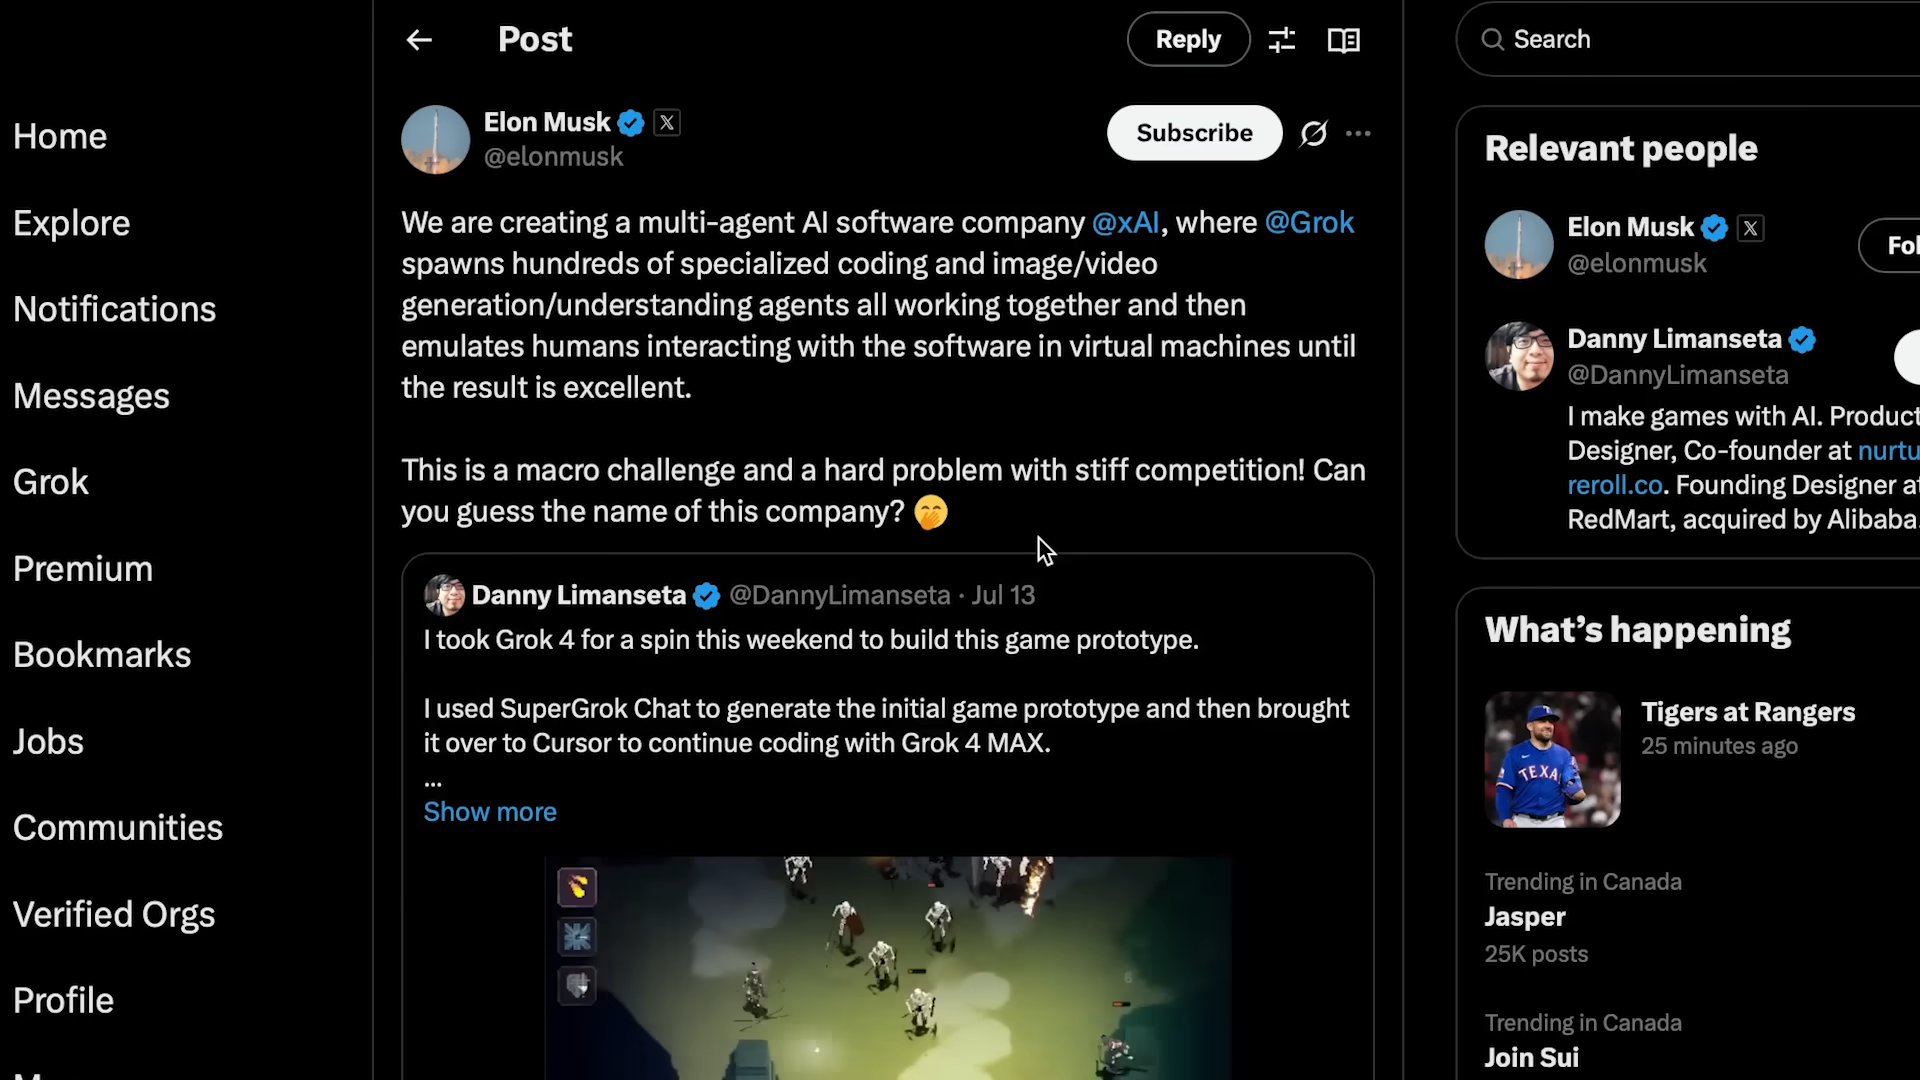 Home
Explore
Notifications
Messages
Grok
Premium
Bookmarks
Jobs
Communities
Verified Orgs
Profile
Post
Reply
Elon Musk
@elonmusk
Subscribe
We are creating a multi-agent AI software company @xAI, where @Grok
spawns hundreds of specialized coding and image/video
generation/understanding agents all working together and then
emulates humans interacting with the software in virtual machines until
the result is excellent.
This is a macro challenge and a hard problem with stiff competition! Can
you guess the name of this company? 🤭
Danny Limanseta @DannyLimanseta · Jul 13
I took Grok 4 for a spin this weekend to build this game prototype.
I used SuperGrok Chat to generate the initial game prototype and then brought
it over to Cursor to continue coding with Grok 4 MAX.
...
Show more
Search
Relevant people
Elon Musk
@elonmusk
Fol
Danny Limanseta
@DannyLimanseta
I make games with AI. Product
Designer, Co-founder at nurtu
reroll.co. Founding Designer at
RedMart, acquired by Alibaba.
What's happening
TEXA
Tigers at Rangers
25 minutes ago
Trending in Canada
Jasper
25K posts
Trending in Canada
Join Sui